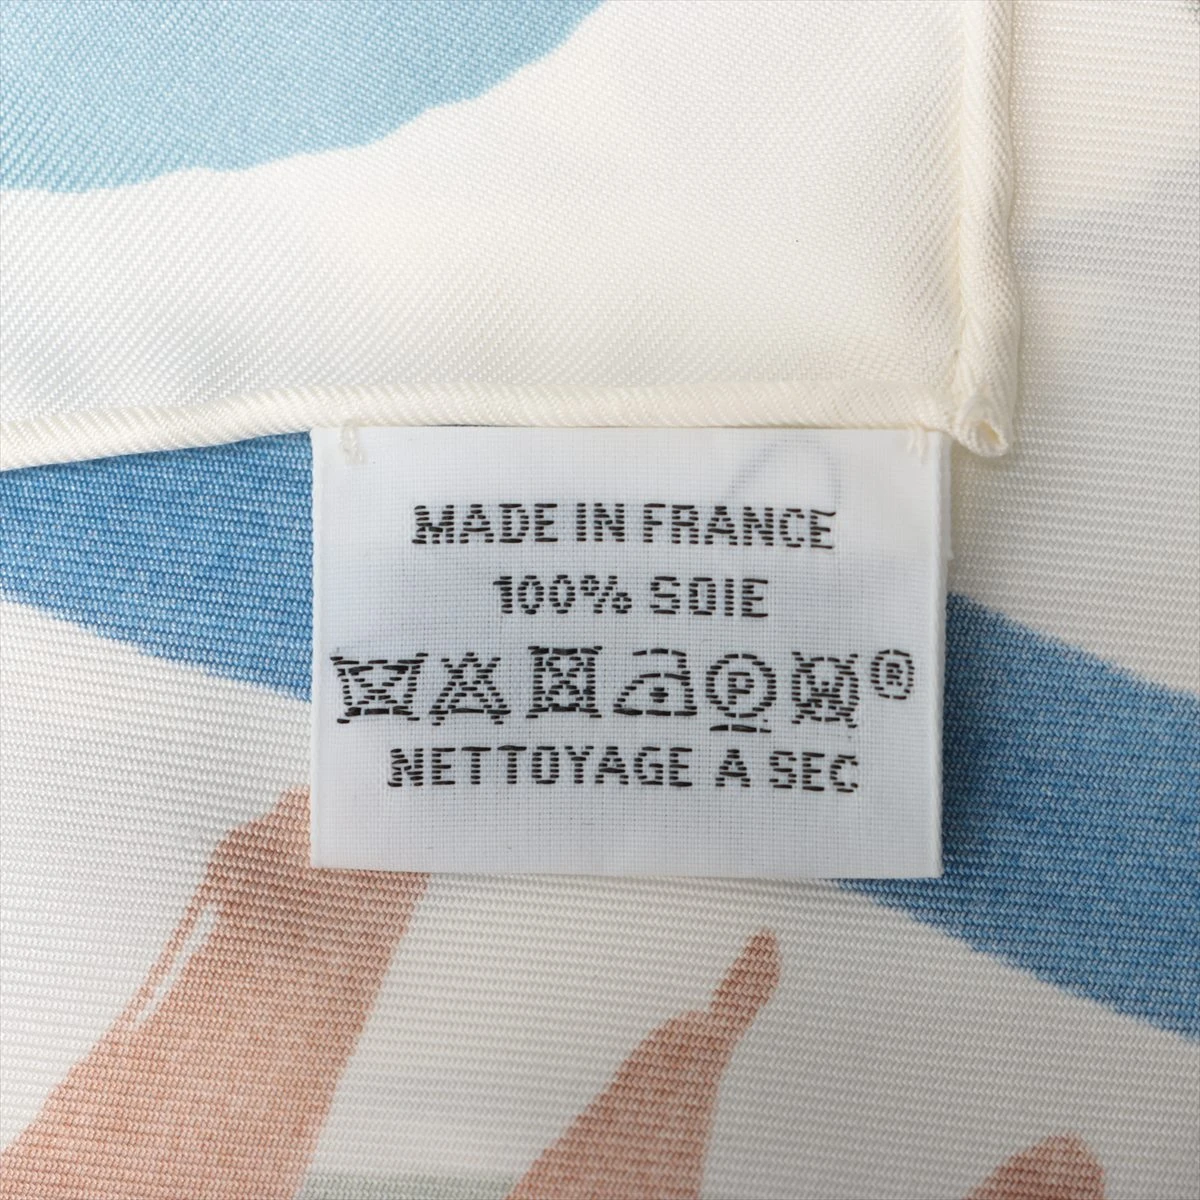 MADE IN FRANCE
100% SOIE
P ®
NETTOYAGE A SEC